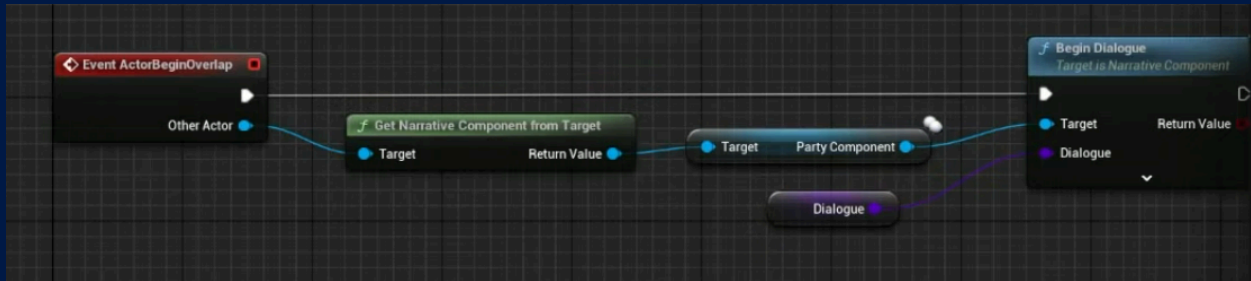 Event ActorBeginOverlap
Other Actor
f Get Narrative Component from Target
Target
Return Value
Target
Party Component
Dialogue
f Begin Dialogue
Target is Narrative Component
Target
Return Value
Dialogue